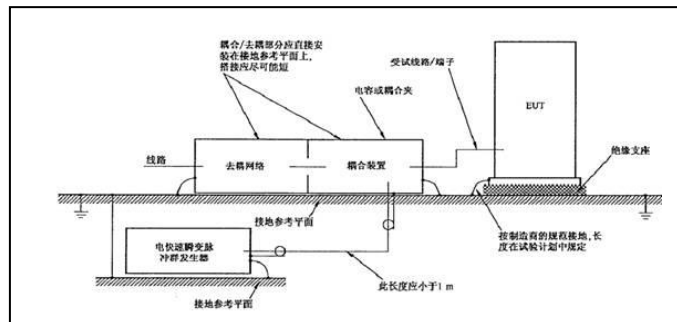 耦合/去耦部分应直接安
装在接地参考平面上,
搭接应尽可能短
受试线路/端子
电容或耦合夹
EUT
线路
去耦网络
耦合装置
绝缘支座
接地参考平面
按制造商的规范接地,长
度在试验计划中规定
电快速瞬变脉
冲群发生器
此长度应小于1 m
接地参考平面